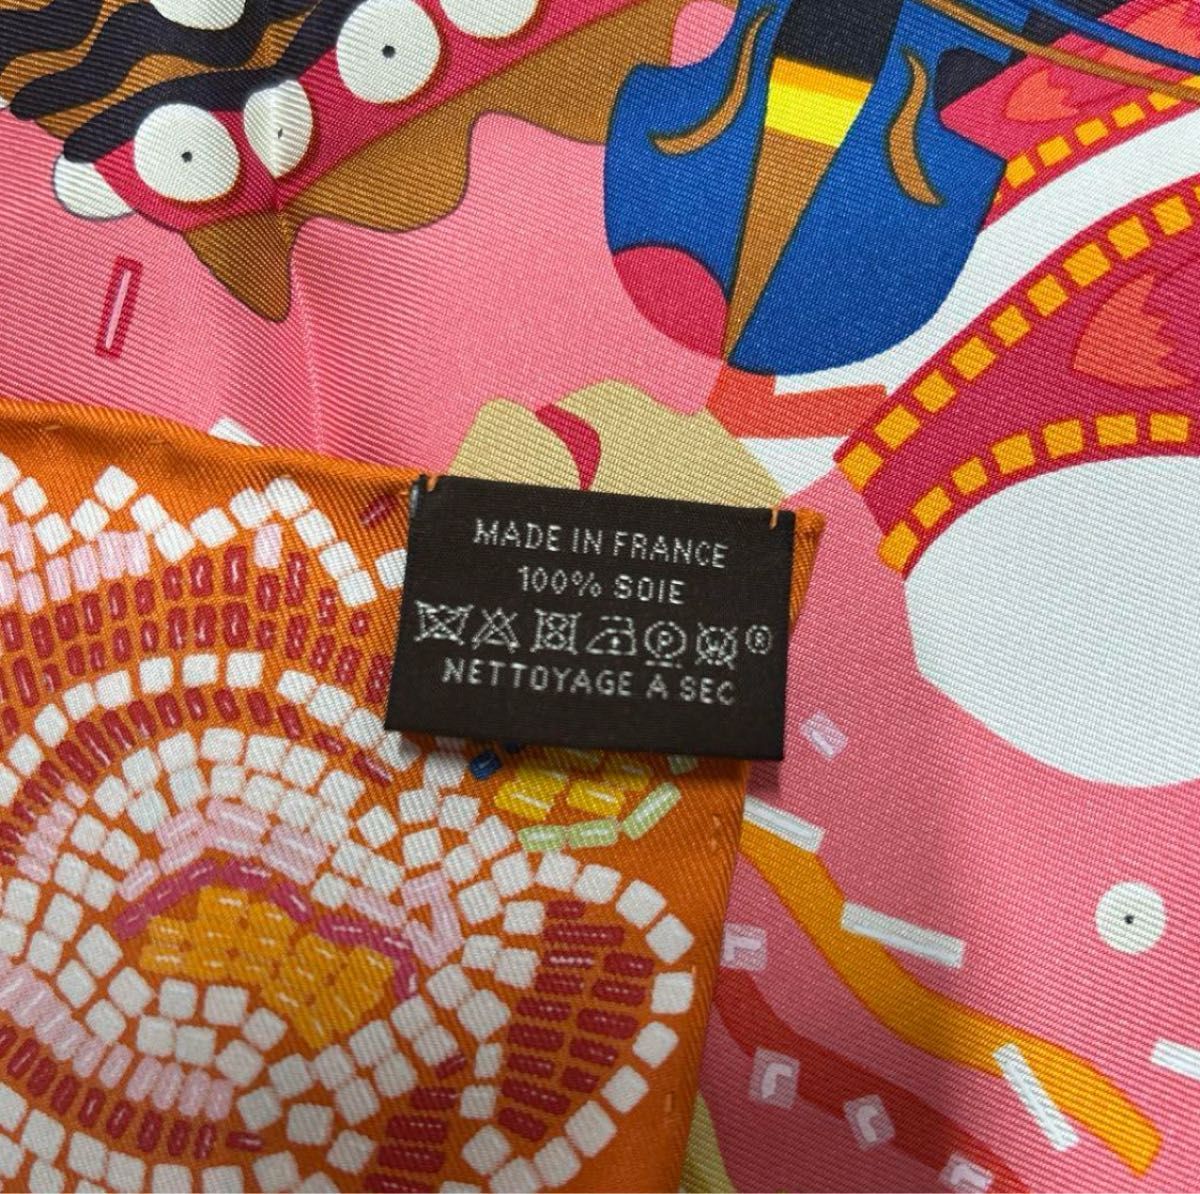 MADE IN FRANCE
100% SOIE
P ®
NETTOYAGE A SEC